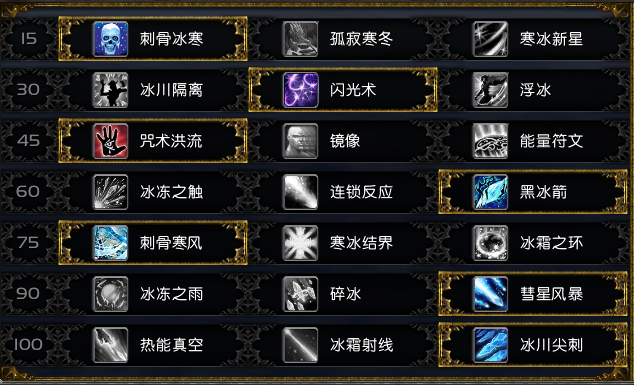 15 刺骨冰寒 孤寂寒冬 寒冰新星
30 冰川隔离 闪光术 浮冰
45 咒术洪流 镜像 能量符文
60 冰冻之触 连锁反应 黑冰箭
75 刺骨寒风 寒冰结界 冰霜之环
90 冰冻之雨 碎冰 彗星风暴
100 热能真空 冰霜射线 冰川尖刺